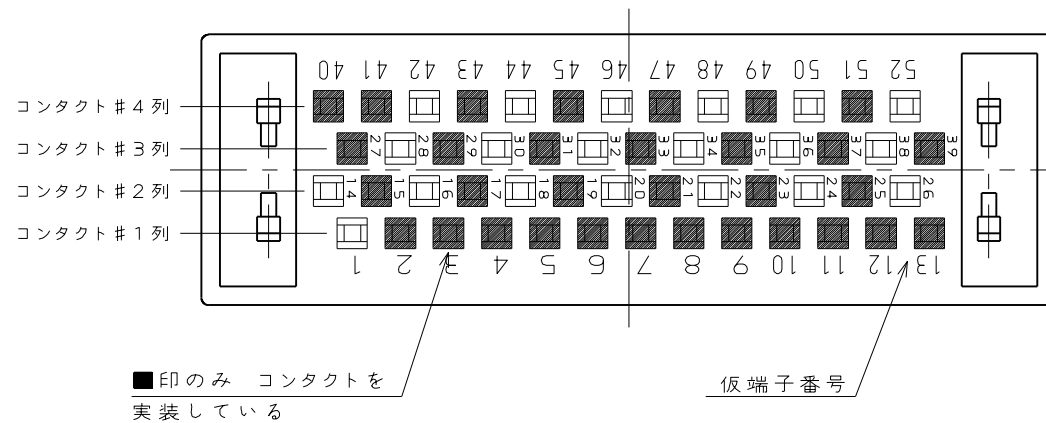 40 41 42 43 44 45 46 47 48 49 50 51 52
コンタクト♯4列
コンタクト♯3列
27 28 29 30 31 32 33 34 35 36 37 38 39
コンタクト♯2列
14 15 16 17 18 19 20 21 22 23 24 25 26
コンタクト♯1列
1 2 3 4 5 6 7 8 9 10 11 12 13
■印のみ コンタクトを
実装している
仮端子番号